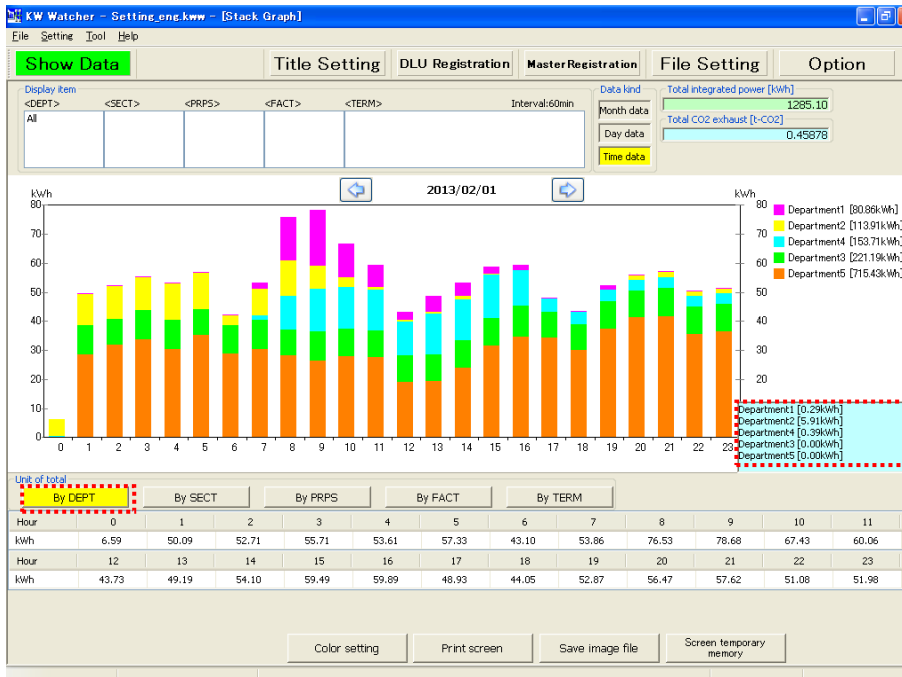 KW Watcher - Setting_eng.kww - [Stack Graph]
File Setting Tool Help
Show Data Title Setting DLU Registration Master Registration File Setting Option
Display item
<DEPT> <SECT> <PRPS> <FACT> <TERM> Interval:60min
All
Data kind
Month data
Day data
Time data
Total integrated power [kWh]
1285.10
Total CO2 exhaust [t-CO2]
0.45878
2013/02/01
kWh
80
70
60
50
40
30
20
10
0
0 1 2 3 4 5 6 7 8 9 10 11 12 13 14 15 16 17 18 19 20 21 22 23
kWh
80
70
60
50
40
30
20
Department1 [80.86kWh]
Department2 [113.91kWh]
Department4 [153.71kWh]
Department3 [221.19kWh]
Department5 [715.43kWh]
Department1 [0.29kWh]
Department2 [5.91kWh]
Department4 [0.39kWh]
Department3 [0.00kWh]
Department5 [0.00kWh]
Unit of total
By DEPT By SECT By PRPS By FACT By TERM
Hour 0 1 2 3 4 5 6 7 8 9 10 11
kWh 6.59 50.09 52.71 55.71 53.61 57.33 43.10 53.86 76.53 78.68 67.43 60.06
Hour 12 13 14 15 16 17 18 19 20 21 22 23
kWh 43.73 49.19 54.10 59.49 59.89 48.93 44.05 52.87 56.47 57.62 51.08 51.98
Color setting Print screen Save image file Screen temporary
memory